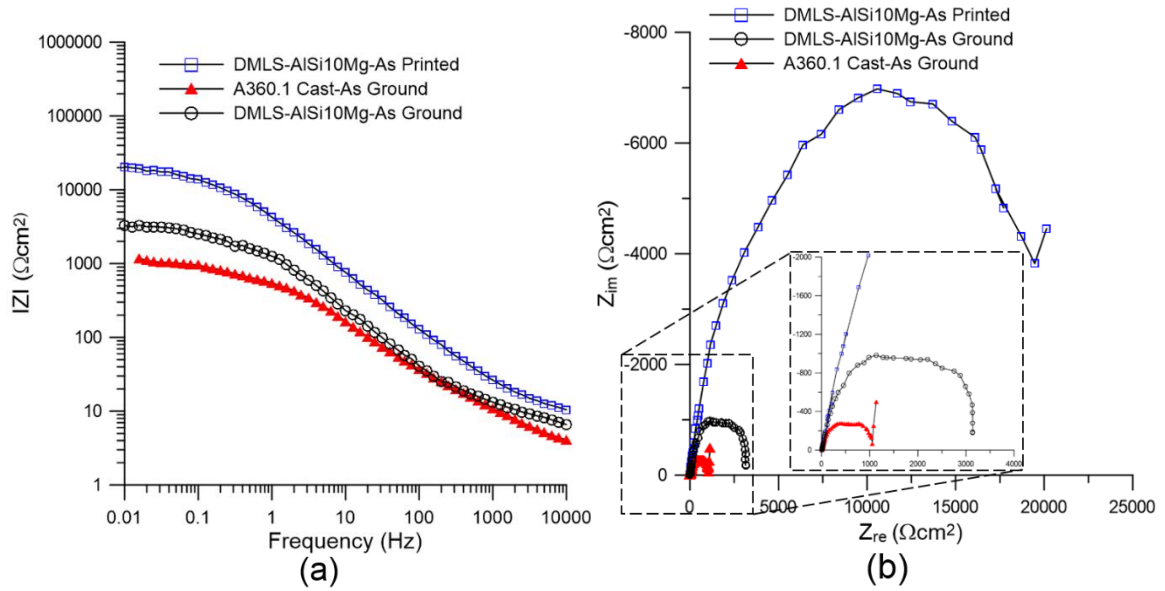 1000000
100000
10000
1000
100
10
1
|Z| (Ωcm²)
DMLS-AlSi10Mg-As Printed
A360.1 Cast-As Ground
DMLS-AlSi10Mg-As Ground
0.01 0.1 1 10 100 1000 10000
Frequency (Hz)
(a)
DMLS-AlSi10Mg-As Printed
DMLS-AlSi10Mg-As Ground
A360.1 Cast-As Ground
-8000
-6000
-4000
-2000
0
Zim (Ωcm²)
-2000
-1600
-1200
-800
-400
0
0 1000 2000 3000 4000
0 5000 10000 15000 20000 25000
Zre (Ωcm²)
(b)